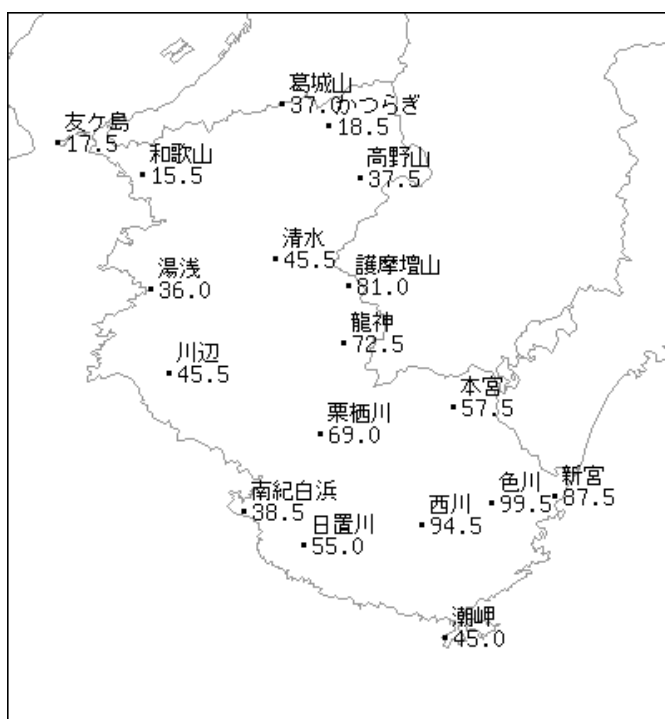 葛城山
37.0
かつらぎ
18.5
友ケ島
17.5
和歌山
15.5
高野山
37.5
清水
45.5
護摩壇山
81.0
湯浅
36.0
龍神
72.5
川辺
45.5
本宮
57.5
栗栖川
69.0
新宮
87.5
色川
99.5
南紀白浜
38.5
西川
94.5
日置川
55.0
潮岬
45.0